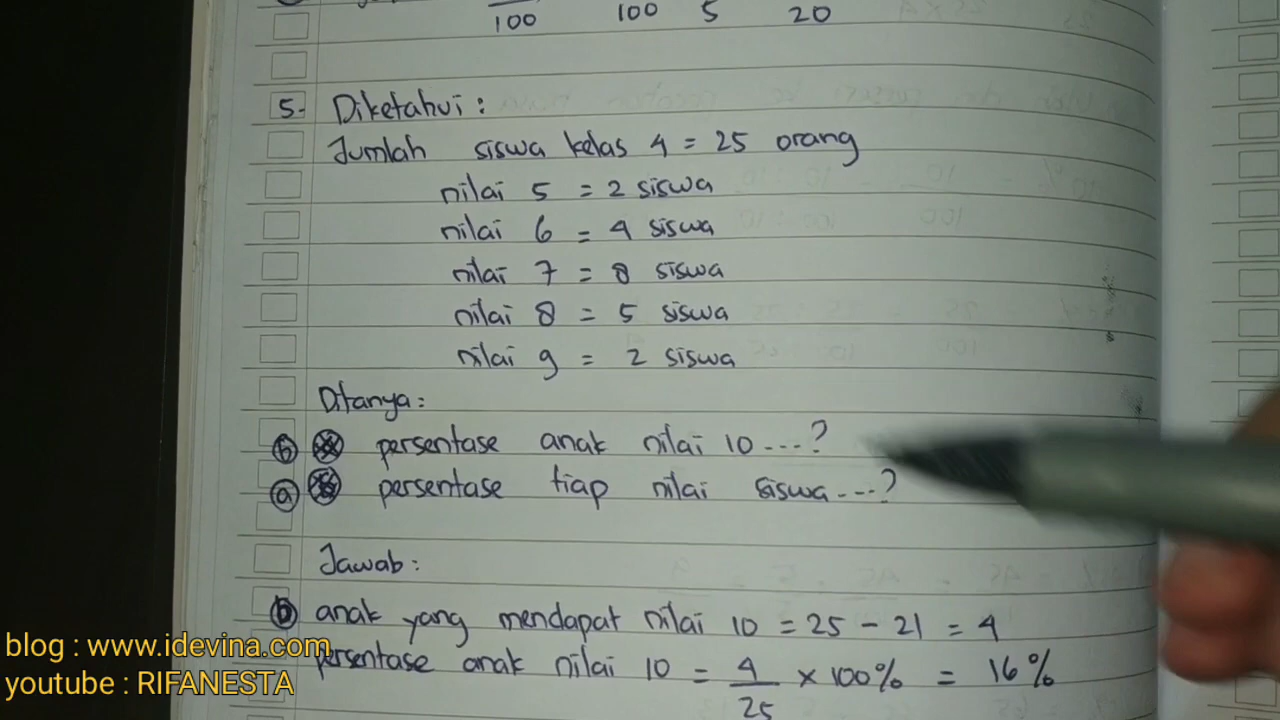 100 100 5 20
5. Diketahui :
Jumlah siswa kelas 4 = 25 orang
nilai 5 = 2 siswa
nilai 6 = 4 siswa
nilai 7 = 8 siswa
nilai 8 = 5 siswa
nilai 9 = 2 siswa
Ditanya :
b persentase anak nilai 10 ---- ?
a persentase tiap nilai siswa --- ?
Jawab :
b anak yang mendapat nilai 10 = 25 - 21 = 4
persentase anak nilai 10 = 4/25 × 100% = 16%
blog : www.idevina.com
youtube : RIFANESTA